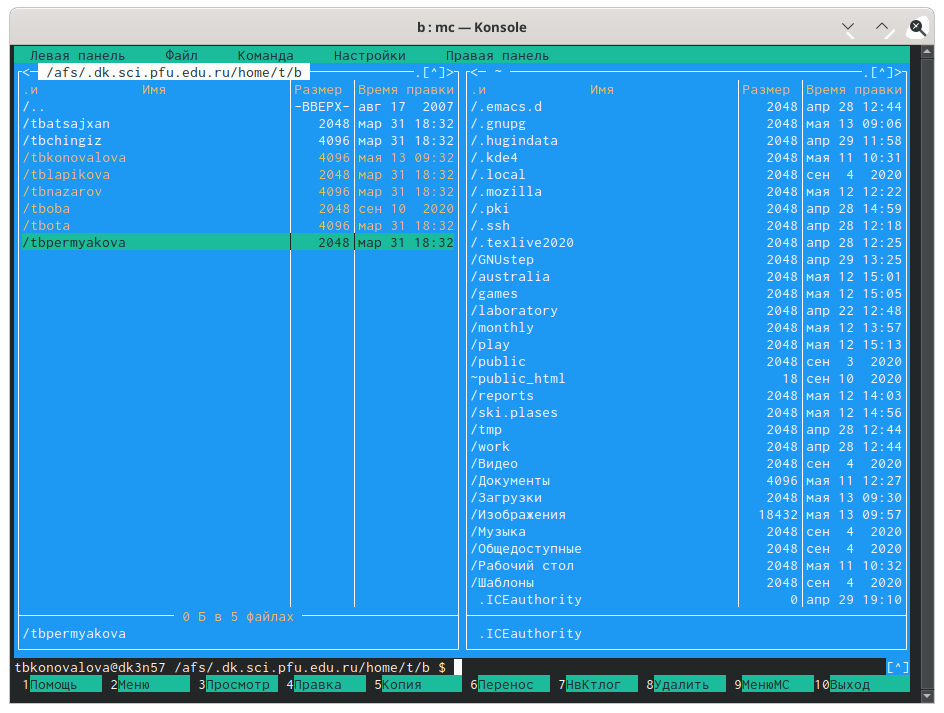 b : mc — Konsole
Левая панель Файл Команда Настройки Правая панель
<— /afs/.dk.sci.pfu.edu.ru/home/t/b .[^]>
.и Имя Размер Время правки
/.. -ВВЕРХ- авг 17 2007
/tbatsajxan 2048 мар 31 18:32
/tbchingiz 4096 мар 31 18:32
/tbkonovalova 4096 мая 13 09:32
/tblapikova 2048 мар 31 18:32
/tbnazarov 4096 мар 31 18:32
/tboba 2048 сен 10 2020
/tbota 4096 мар 31 18:32
/tbpermyakova 2048 мар 31 18:32
0 Б в 5 файлах
/tbpermyakova
<— ~ .[^]>
.и Имя Размер Время правки
/.emacs.d 2048 апр 28 12:44
/.gnupg 2048 мая 13 09:06
/.hugindata 2048 апр 29 11:58
/.kde4 2048 мая 11 10:31
/.local 2048 сен 4 2020
/.mozilla 2048 мая 12 12:22
/.pki 2048 апр 28 14:59
/.ssh 2048 апр 28 12:18
/.texlive2020 2048 апр 28 12:25
/GNUstep 2048 апр 29 13:25
/australia 2048 мая 12 15:01
/games 2048 мая 12 15:05
/laboratory 2048 апр 22 12:48
/monthly 2048 мая 12 13:57
/play 2048 мая 12 15:13
/public 2048 сен 3 2020
~public_html 18 сен 10 2020
/reports 2048 мая 12 14:03
/ski.plases 2048 мая 12 14:56
/tmp 2048 апр 28 12:44
/work 2048 апр 28 12:44
/Видео 2048 сен 4 2020
/Документы 4096 мая 11 12:27
/Загрузки 2048 мая 13 09:30
/Изображения 18432 мая 13 09:57
/Музыка 2048 сен 4 2020
/Общедоступные 2048 сен 4 2020
/Рабочий стол 2048 мая 11 10:32
/Шаблоны 2048 сен 4 2020
.ICEauthority 0 апр 29 19:10
.ICEauthority
tbkonovalova@dk3n57 /afs/.dk.sci.pfu.edu.ru/home/t/b $ [^]
1Помощь 2Меню 3Просмотр 4Правка 5Копия 6Перенос 7НвКтлог 8Удалить 9МенюMC 10Выход